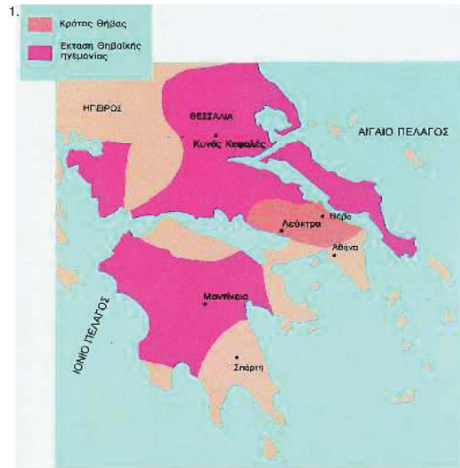 1.
Κράτος Θήβας
Έκταση Θηβαϊκής
ηγεμονίας
ΗΠΕΙΡΟΣ
ΘΕΣΣΑΛΙΑ
Κυνός Κεφαλές
ΑΙΓΑΙΟ ΠΕΛΑΓΟΣ
Θήβα
Λεύκτρα
Αθήνα
Μαντίνεια
ΙΟΝΙΟ ΠΕΛΑΓΟΣ
Σπάρτη